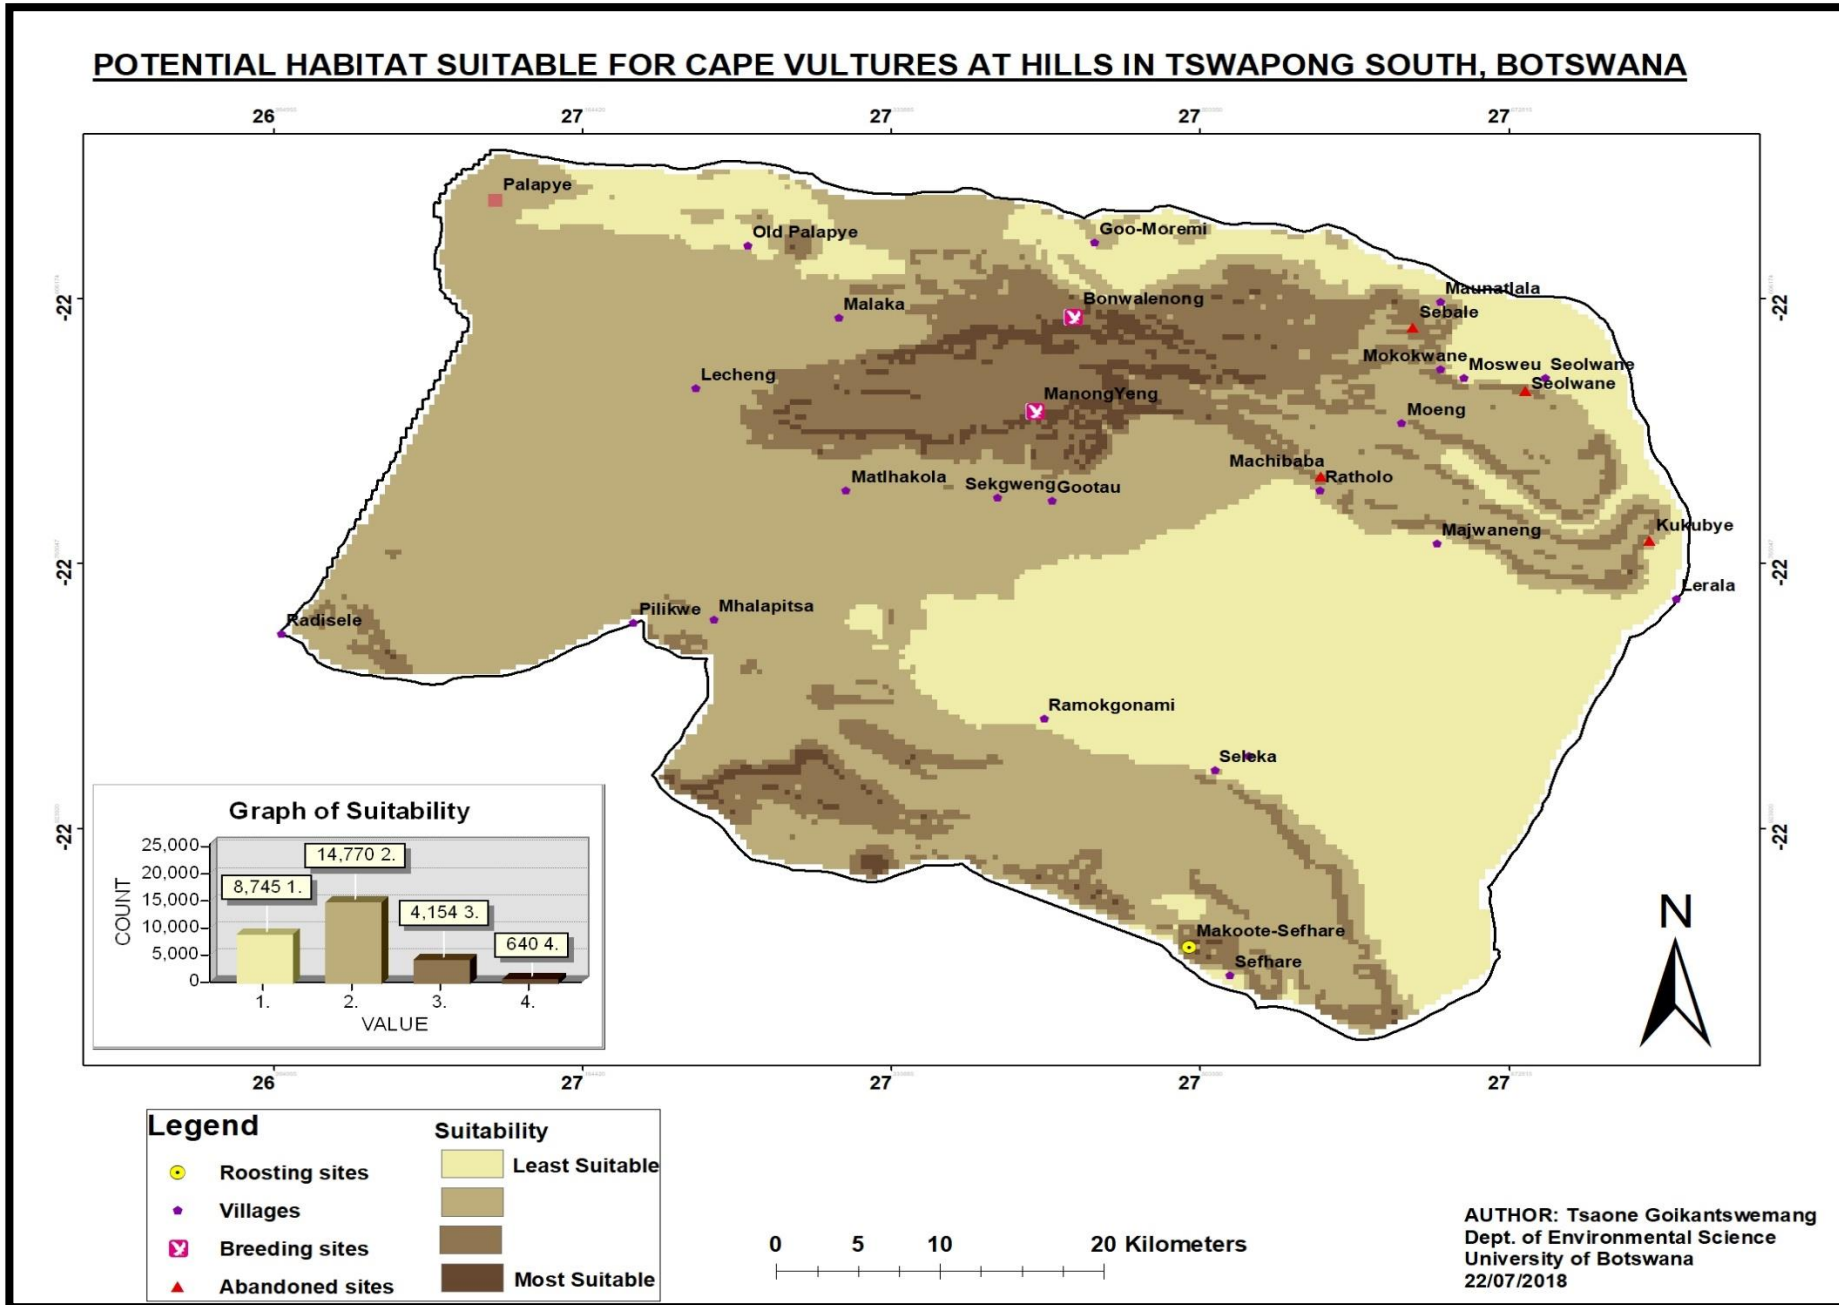 POTENTIAL HABITAT SUITABLE FOR CAPE VULTURES AT HILLS IN TSWAPONG SOUTH, BOTSWANA
26 27 27 27 27
Palapye
Old Palapye
Goo-Moremi
-22 -22
Malaka
Bonwalenong
Maunatlala
Sebale
Lecheng
Mokokwane
Mosweu Seolwane
Seolwane
ManongYeng
Moeng
Matlhakola
Sekgweng
Gootau
Machibaba
Ratholo
Majwaneng
Kukubye
-22 -22
Lerala
Radisele
Pilikwe
Mhalapitsa
Ramokgonami
Seleka
-22 -22
Makoote-Sefhare
Sefhare
Graph of Suitability
25,000
20,000
15,000
10,000
5,000
0
COUNT
8,745 1.
14,770 2.
4,154 3.
640 4.
1. 2. 3. 4.
VALUE
N
26 27 27 27 27
Legend
Roosting sites
Villages
Breeding sites
Abandoned sites
Suitability
Least Suitable
Most Suitable
0 5 10 20 Kilometers
AUTHOR: Tsaone Goikantswemang
Dept. of Environmental Science
University of Botswana
22/07/2018